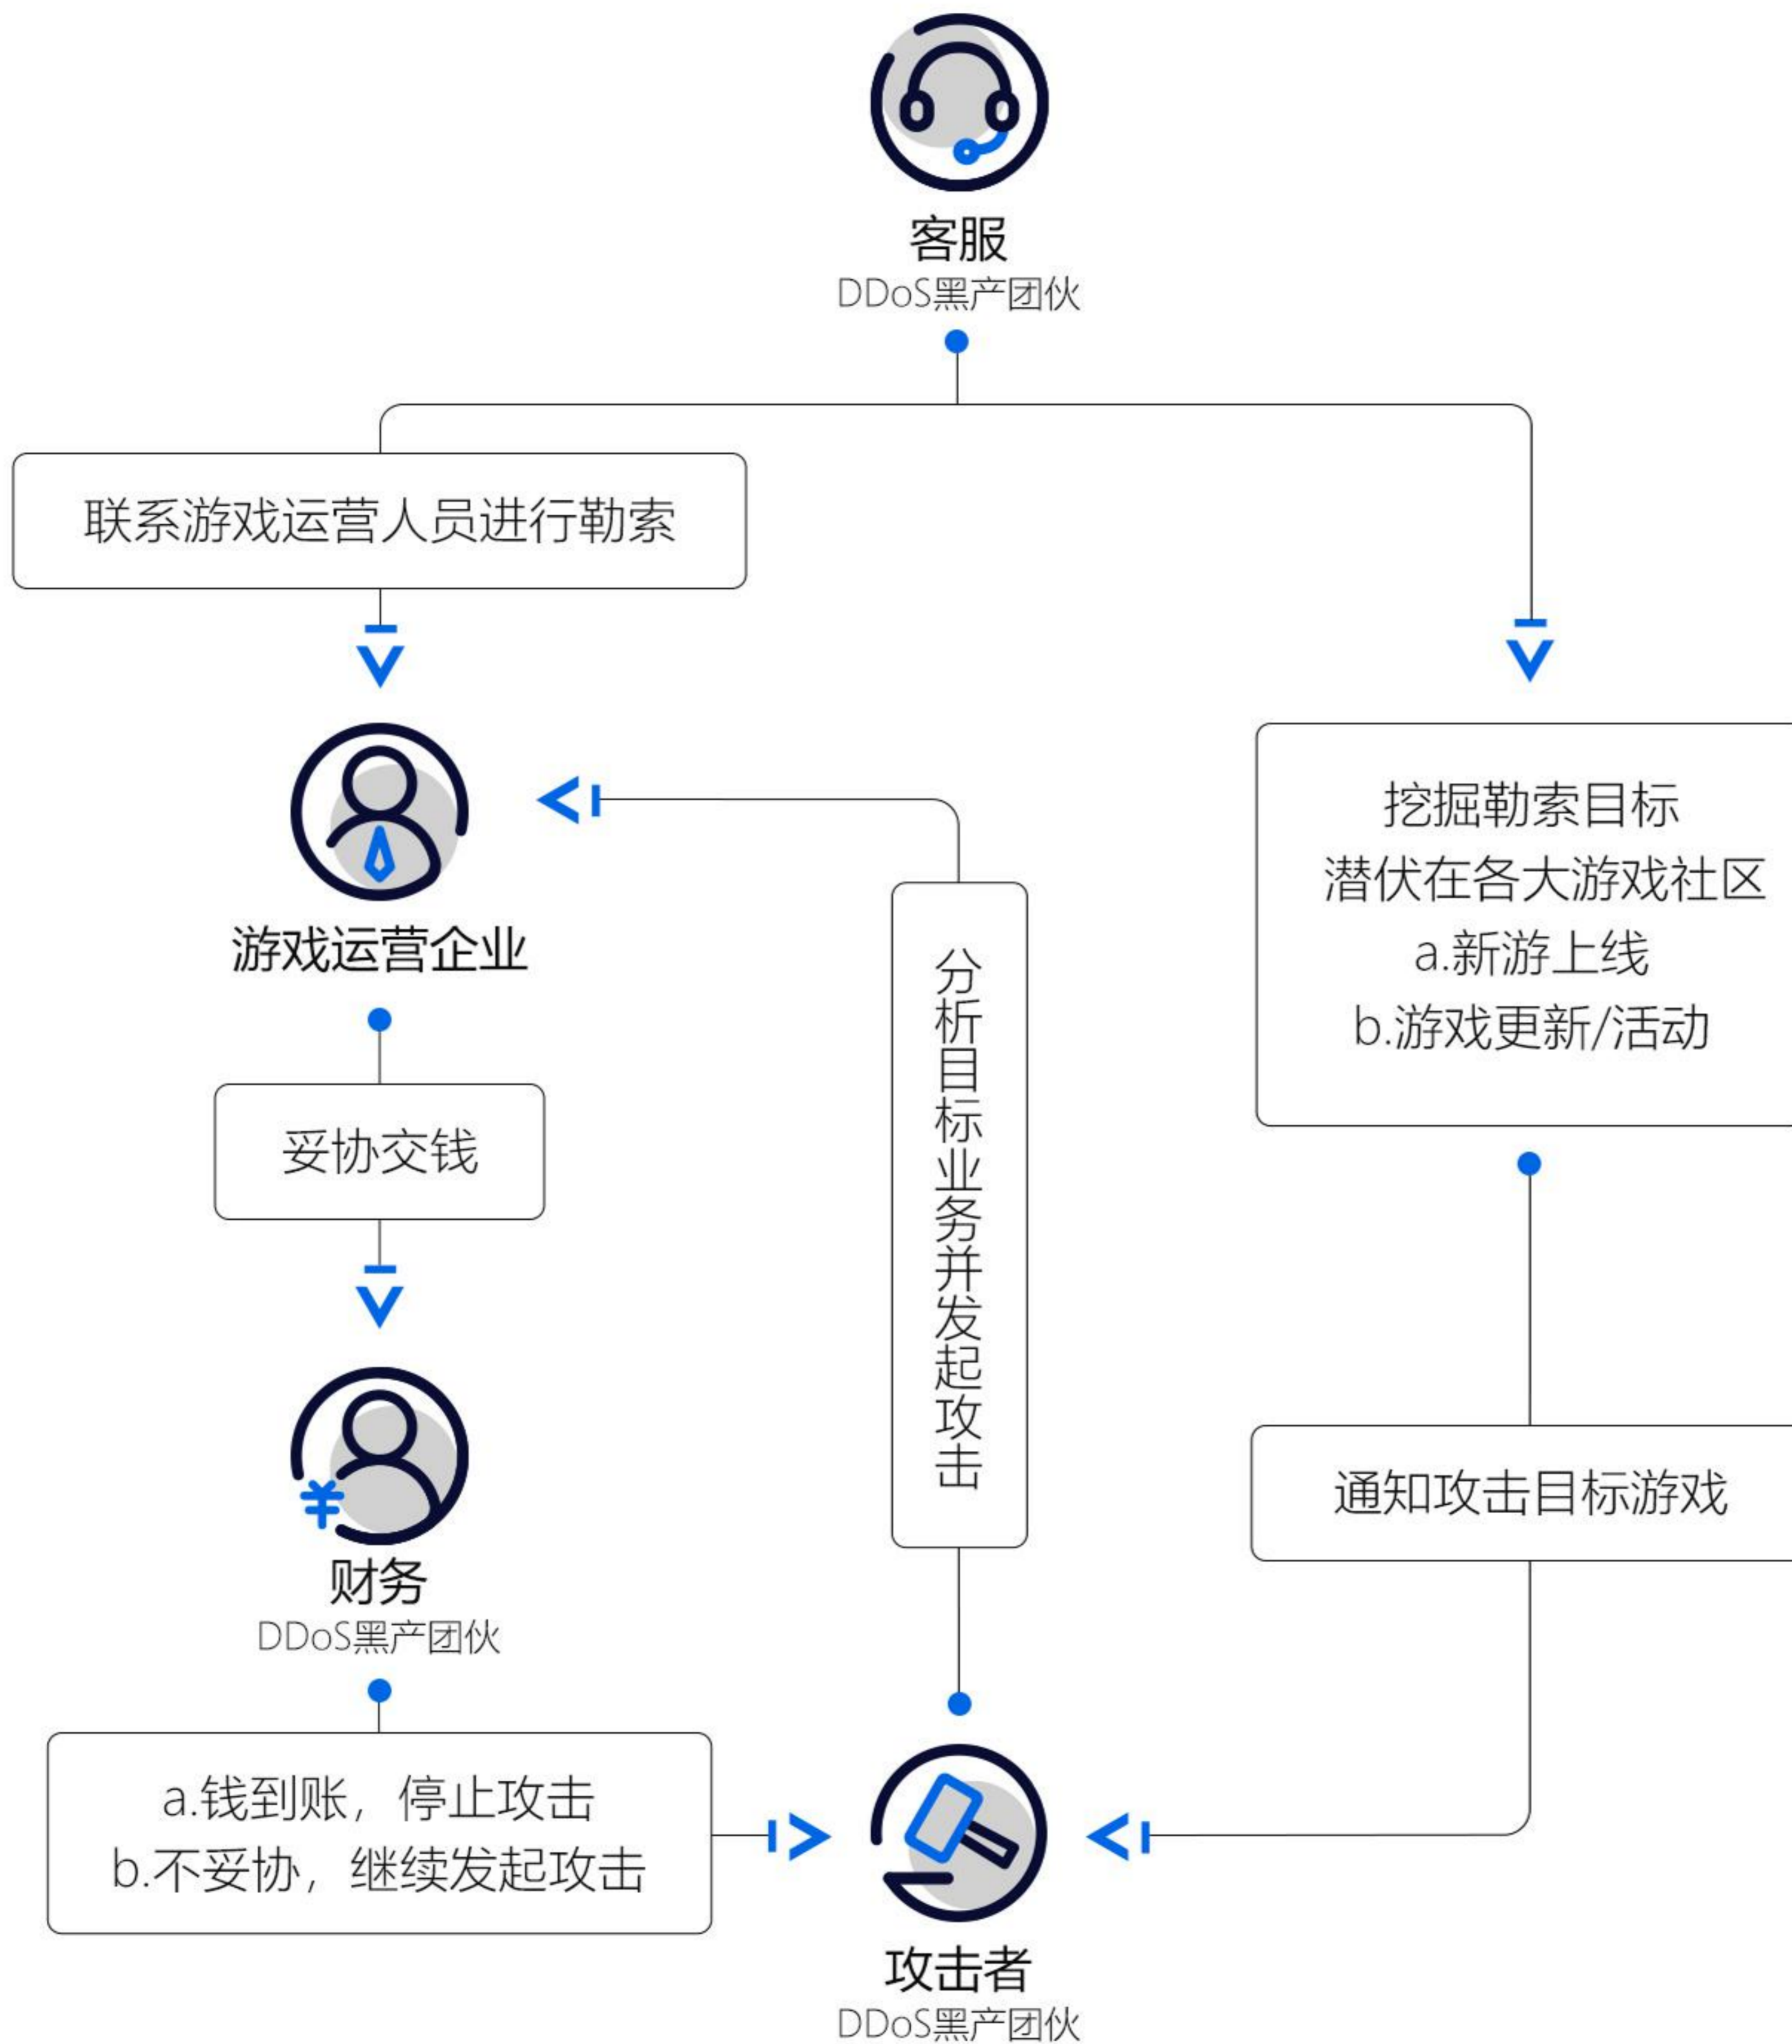 客服
DDoS黑产团伙
联系游戏运营人员进行勒索
挖掘勒索目标
潜伏在各大游戏社区
a.新游上线
b.游戏更新/活动
游戏运营企业
分析目标业务并发起攻击
妥协交钱
通知攻击目标游戏
财务
DDoS黑产团伙
a.钱到账，停止攻击
b.不妥协，继续发起攻击
攻击者
DDoS黑产团伙